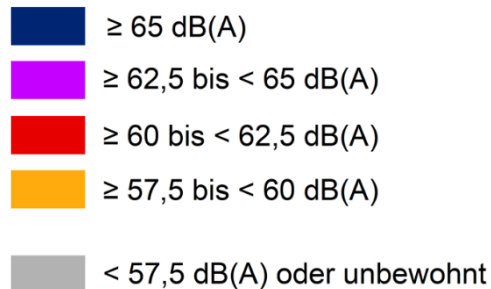 ≥ 65 dB(A)
≥ 62,5 bis < 65 dB(A)
≥ 60 bis < 62,5 dB(A)
≥ 57,5 bis < 60 dB(A)
< 57,5 dB(A) oder unbewohnt